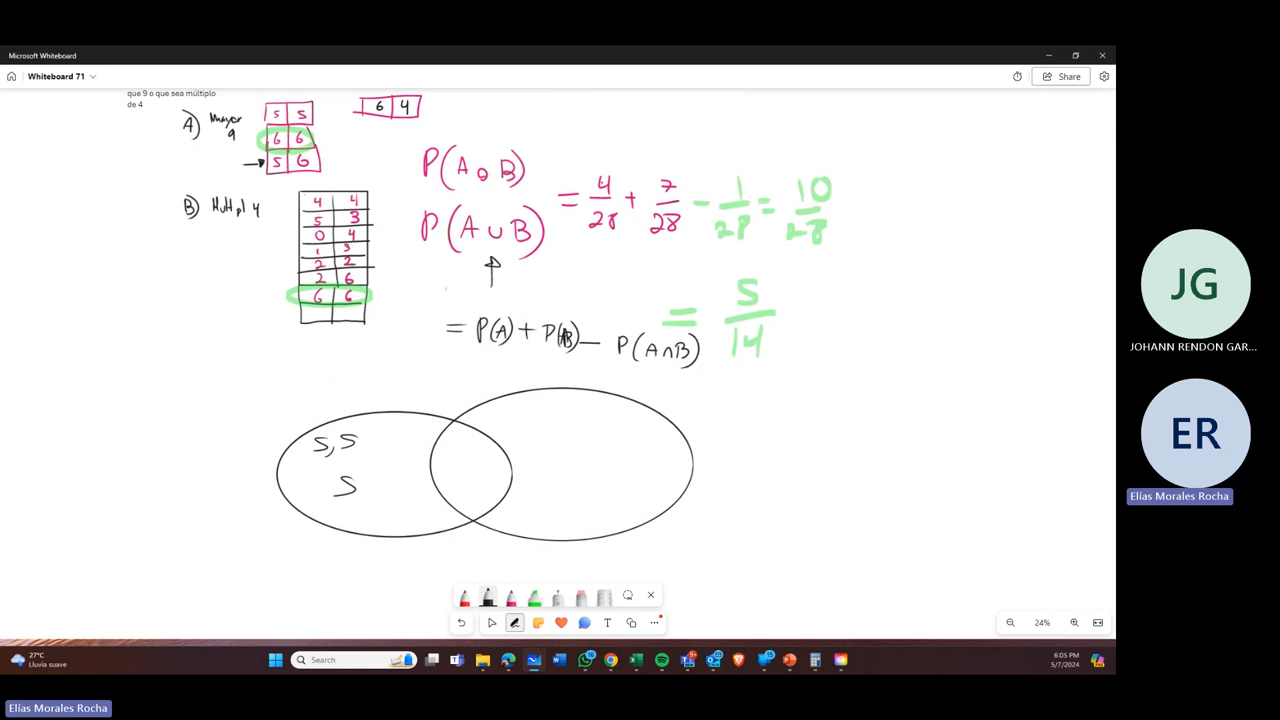 Microsoft Whiteboard
Whiteboard 71
Share
que 9 o que sea múltiplo
de 4
A) Mayor
9
5 5
6 6
5 6
6 4
B) Multipl 4
4 4
5 3
0 4
1 3
2 2
2 6
6 6
P(A o B)
P(A ∪ B)
= 4/28 + 7/28 - 1/28 = 10/28
= 5/14
= P(A) + P(B) - P(A∩B)
5,5
5
24%
JG
JOHANN RENDON GAR...
ER
Elías Morales Rocha
27°C
Lluvia suave
Search
6:05 PM
5/7/2024
Elías Morales Rocha